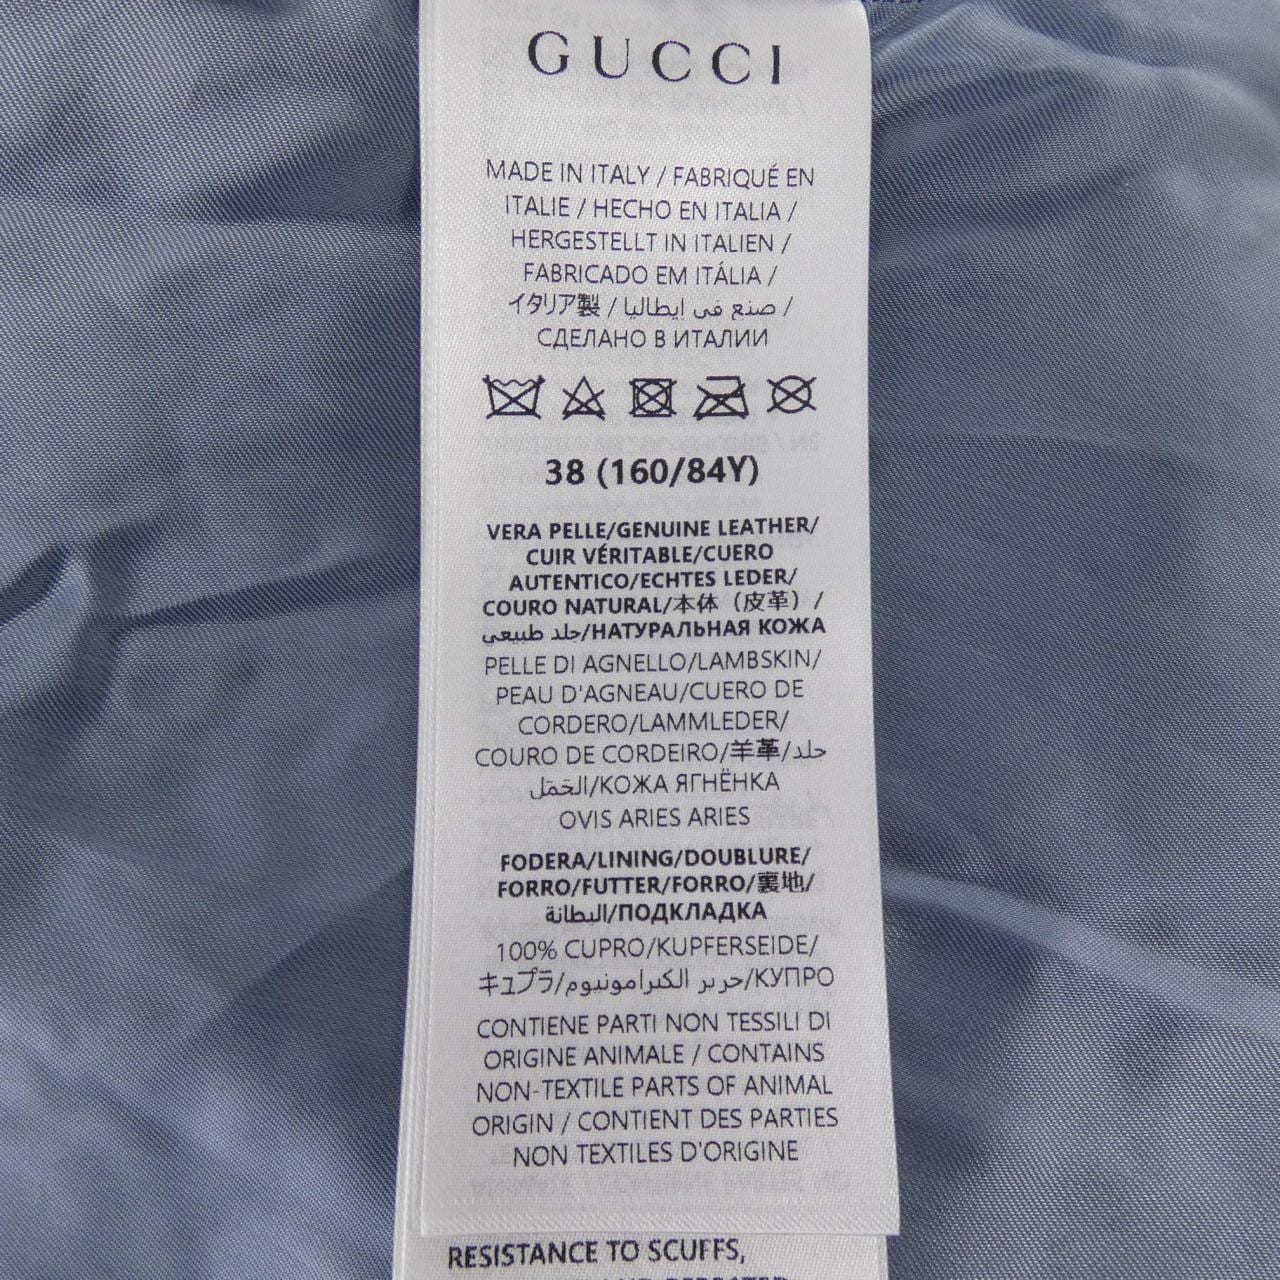 GUCCI
MADE IN ITALY / FABRIQUÉ EN
ITALIE / HECHO EN ITALIA /
HERGESTELLT IN ITALIEN /
FABRICADO EM ITÁLIA /
イタリア製 / صنع في إيطاليا /
СДЕЛАНО В ИТАЛИИ
38 (160/84Y)
VERA PELLE/GENUINE LEATHER/
CUIR VÉRITABLE/CUERO
AUTENTICO/ECHTES LEDER/
COURO NATURAL/本体（皮革）/
جلد طبيعي/НАТУРАЛЬНАЯ КОЖА
PELLE DI AGNELLO/LAMBSKIN/
PEAU D'AGNEAU/CUERO DE
CORDERO/LAMMLEDER/
COURO DE CORDEIRO/羊革/جلد
الحَمَل/КОЖА ЯГНЁНКА
OVIS ARIES ARIES
FODERA/LINING/DOUBLURE/
FORRO/FUTTER/FORRO/裏地/
البطانة/ПОДКЛАДКА
100% CUPRO/KUPFERSEIDE/
キュプラ/حرير الكبرامونيوم/КУПРО
CONTIENE PARTI NON TESSILI DI
ORIGINE ANIMALE / CONTAINS
NON-TEXTILE PARTS OF ANIMAL
ORIGIN / CONTIENT DES PARTIES
NON TEXTILES D'ORIGINE
RESISTANCE TO SCUFFS,